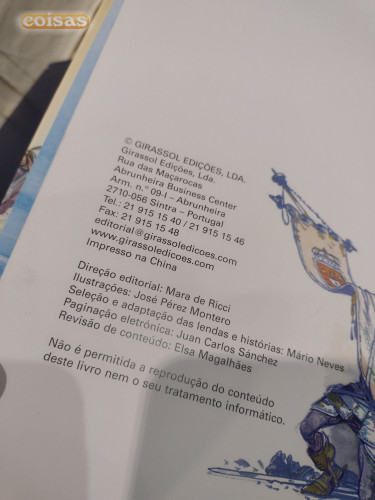 coisas
© GIRASSOL EDIÇÕES, LDA.
Girassol Edições, Lda.
Rua das Maçarocas
Abrunheira Business Center
Arm. n.º 09-I – Abrunheira
2710-056 Sintra – Portugal
Tel.: 21 915 15 40 / 21 915 15 46
Fax: 21 915 15 48
editorial@girassoledicoes.com
www.girassoledicoes.com
Impresso na China
Direção editorial: Mara de Ricci
Ilustrações: José Pérez Montero
Seleção e adaptação das lendas e histórias: Mário Neves
Paginação eletrónica: Juan Carlos Sánchez
Revisão de conteúdo: Elsa Magalhães
Não é permitida a reprodução do conteúdo
deste livro nem o seu tratamento informático.